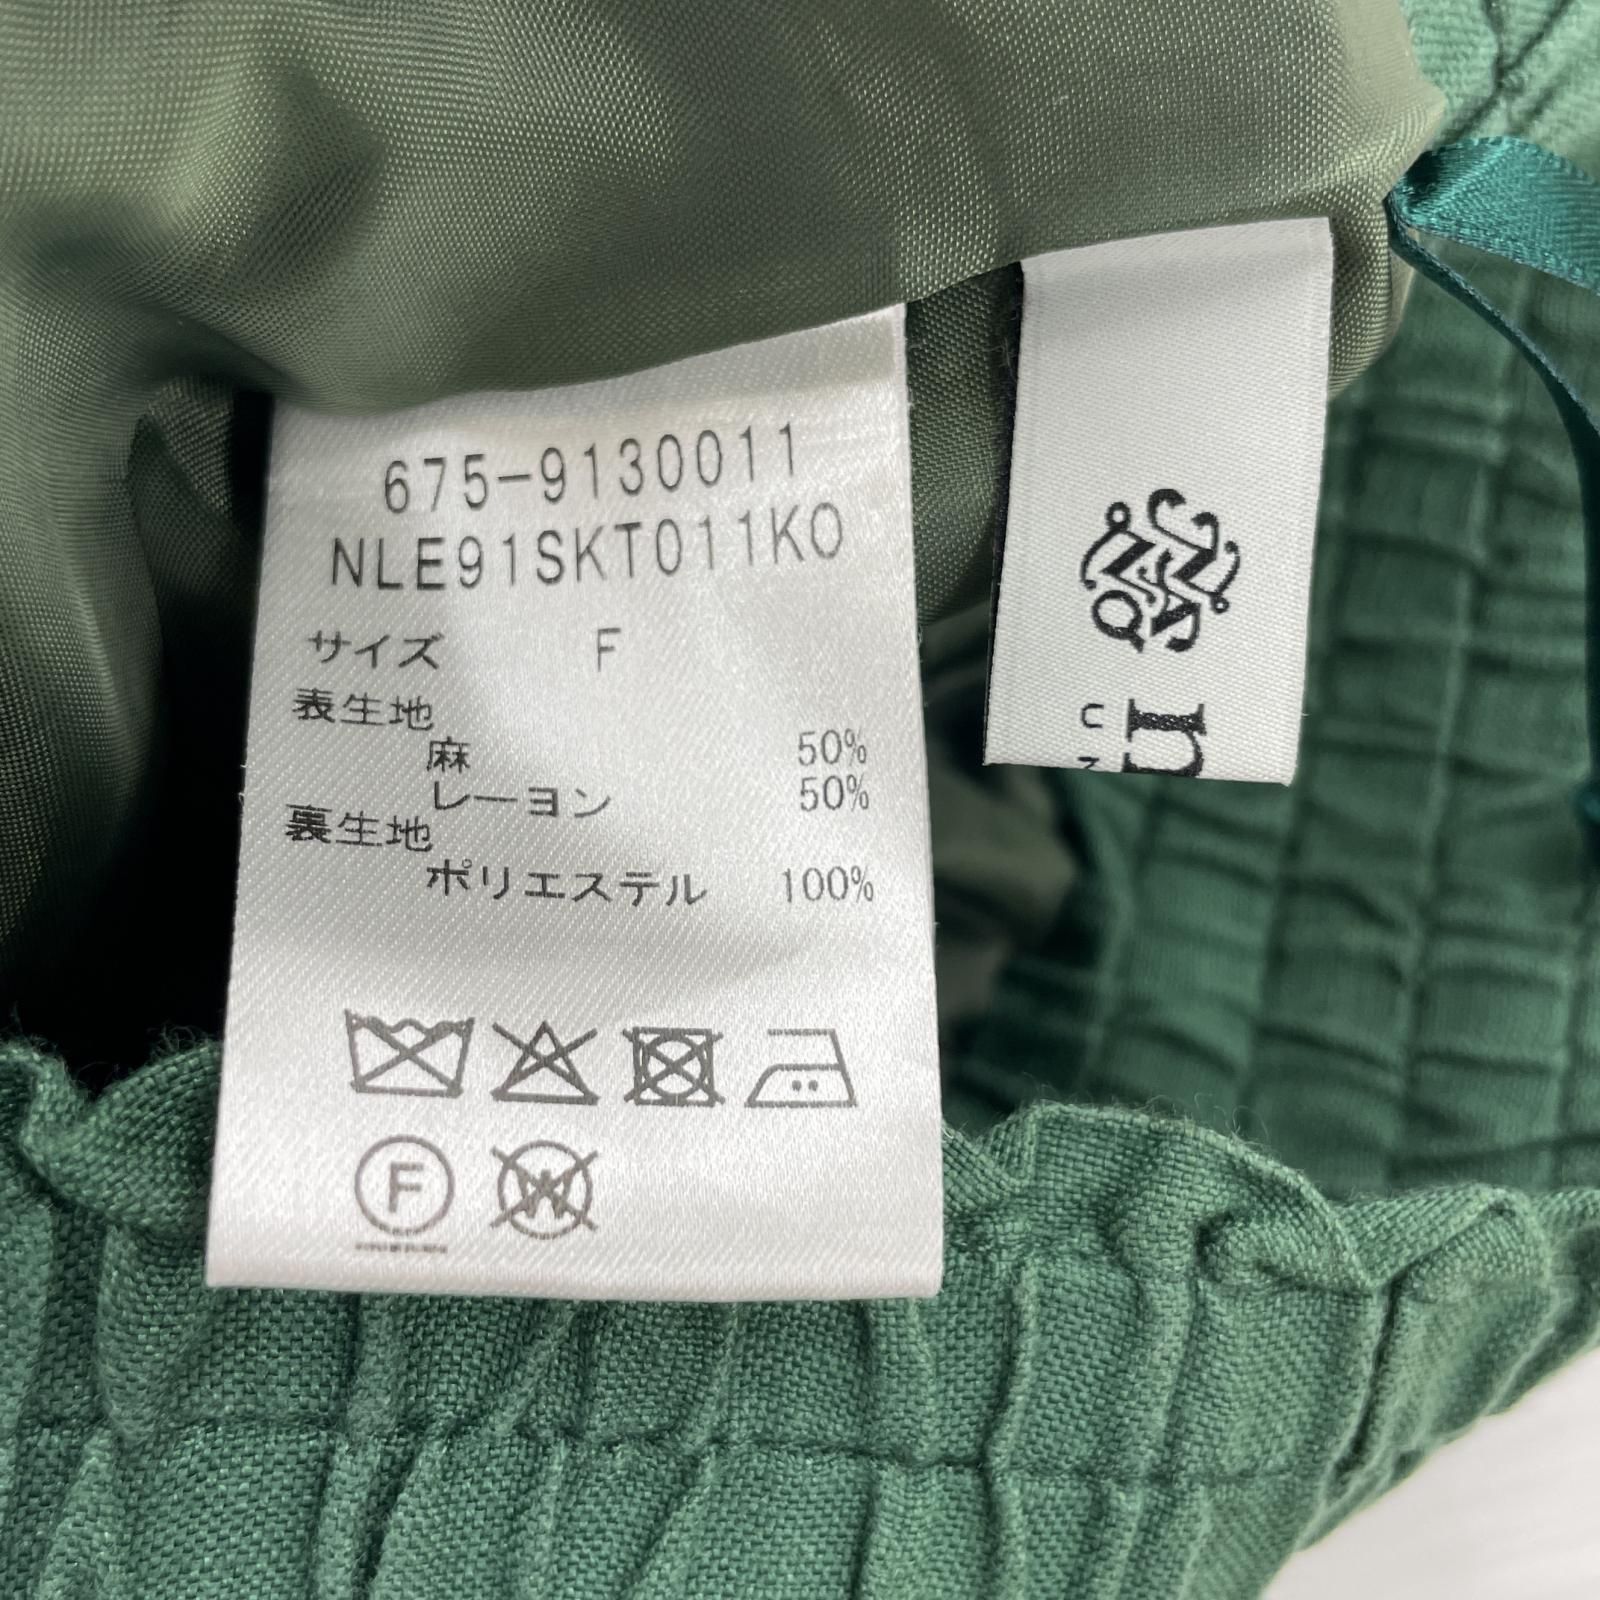 675-9130011
NLE91SKT011KO
サイズ F
表生地
麻 50%
レーヨン 50%
裏生地
ポリエステル 100%
F
W
n
U N